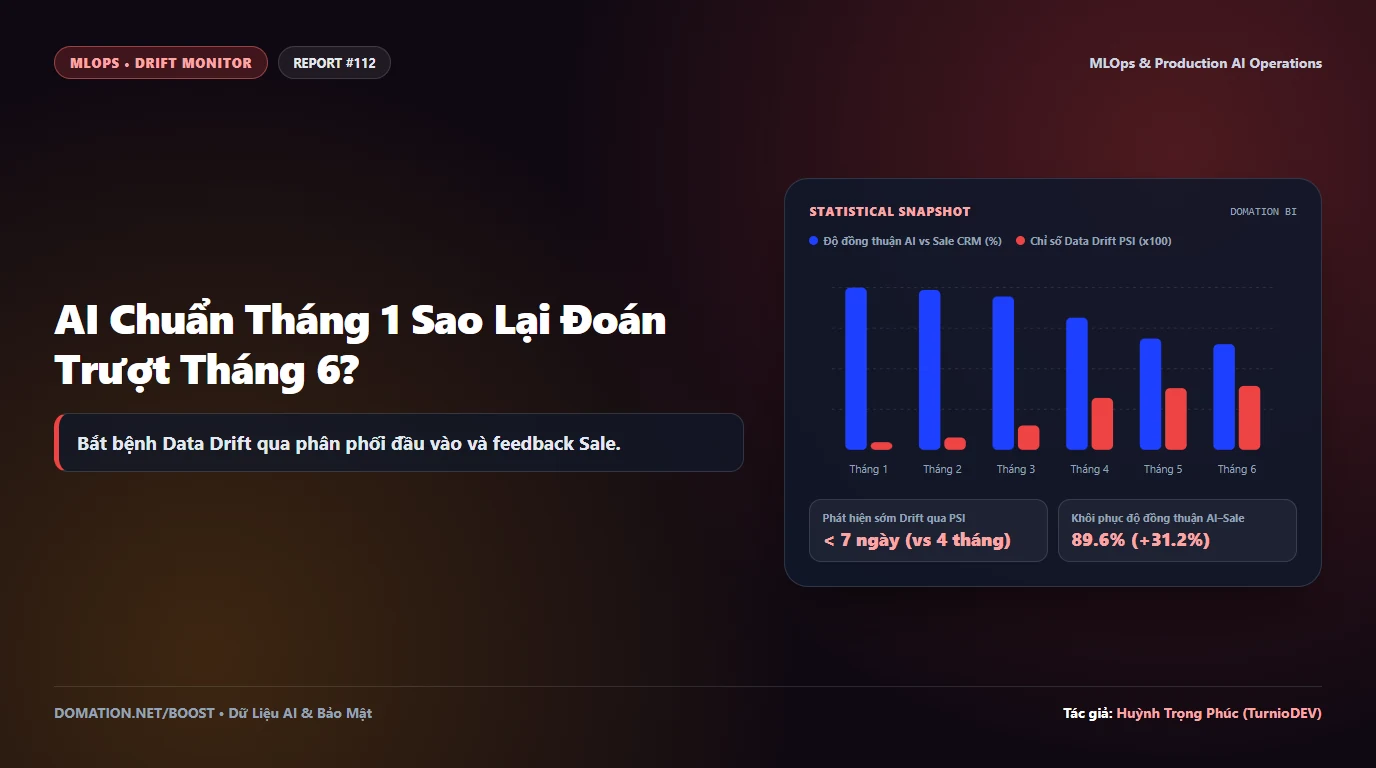 MLOPS • DRIFT MONITOR
REPORT #112
MLOps & Production AI Operations
AI Chuẩn Tháng 1 Sao Lại Đoán
Trượt Tháng 6?
Bắt bệnh Data Drift qua phân phối đầu vào và feedback Sale.
STATISTICAL SNAPSHOT
DOMATION BI
Độ đồng thuận AI vs Sale CRM (%)
Chỉ số Data Drift PSI (x100)
Tháng 1
Tháng 2
Tháng 3
Tháng 4
Tháng 5
Tháng 6
Phát hiện sớm Drift qua PSI
< 7 ngày (vs 4 tháng)
Khôi phục độ đồng thuận AI–Sale
89.6% (+31.2%)
DOMATION.NET/BOOST • Dữ Liệu AI & Bảo Mật
Tác giả: Huỳnh Trọng Phúc (TurnioDEV)